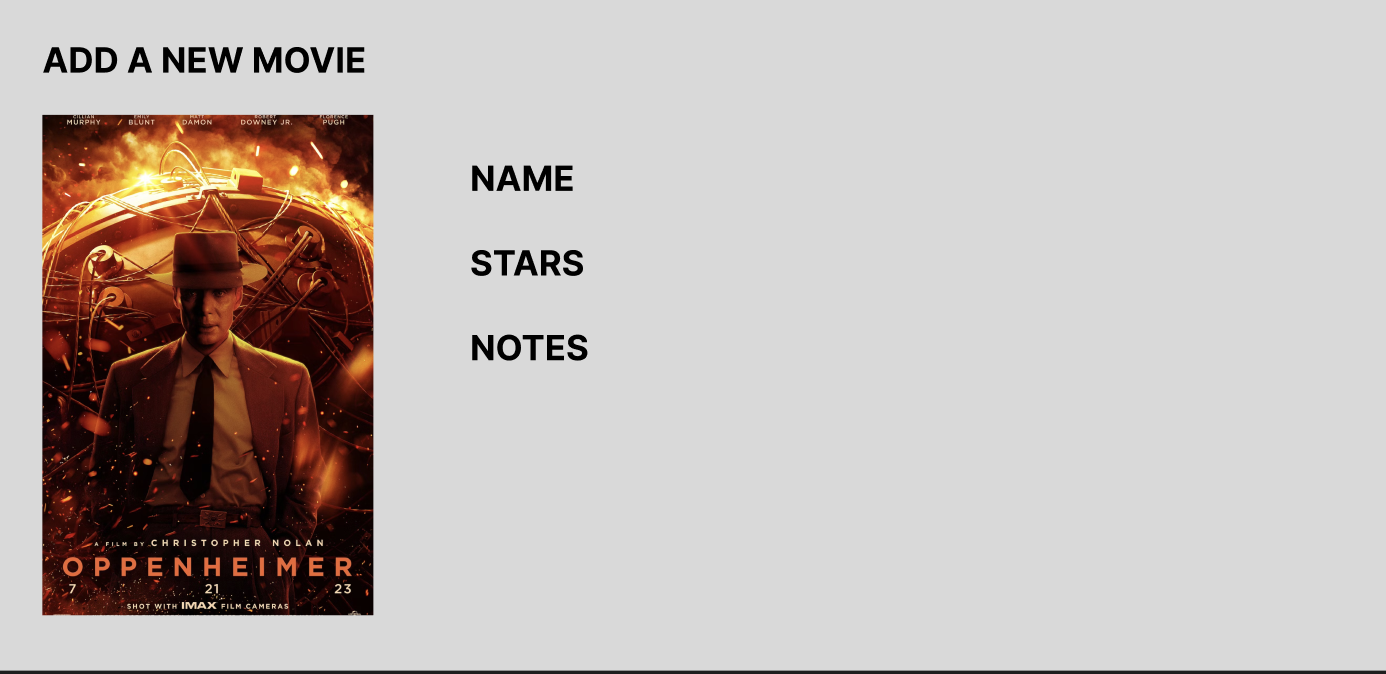 ADD A NEW MOVIE
CILLIAN MURPHY EMILY BLUNT MATT DAMON ROBERT DOWNEY JR. FLORENCE PUGH
NAME
STARS
NOTES
A FILM BY CHRISTOPHER NOLAN
OPPENHEIMER
7 21 23
SHOT WITH IMAX FILM CAMERAS